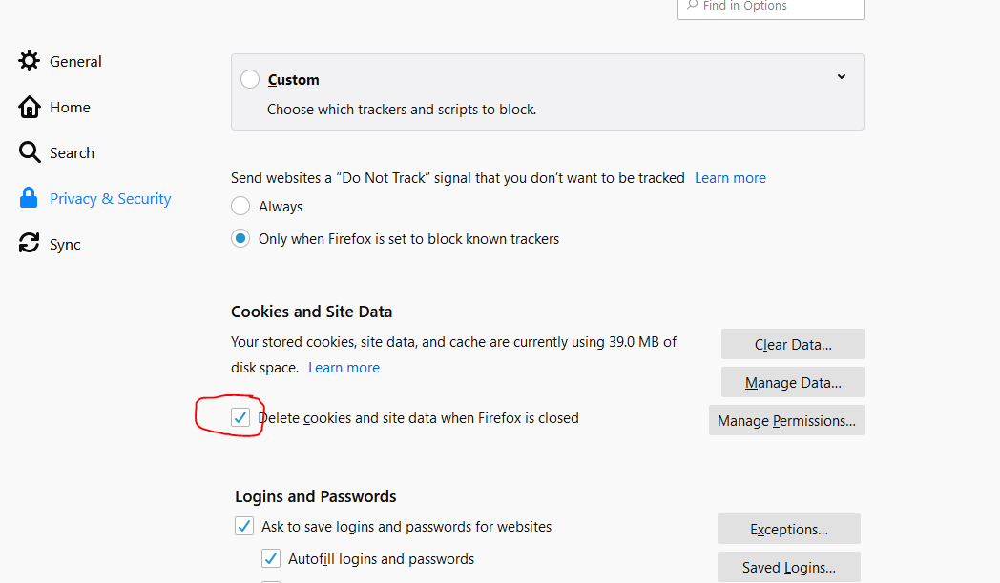 Find in Options
General
Home
Search
Privacy & Security
Sync
Custom
Choose which trackers and scripts to block.
Send websites a “Do Not Track” signal that you don’t want to be tracked Learn more
Always
Only when Firefox is set to block known trackers
Cookies and Site Data
Your stored cookies, site data, and cache are currently using 39.0 MB of
disk space. Learn more
Clear Data...
Manage Data...
Delete cookies and site data when Firefox is closed
Manage Permissions...
Logins and Passwords
Ask to save logins and passwords for websites
Exceptions...
Autofill logins and passwords
Saved Logins...